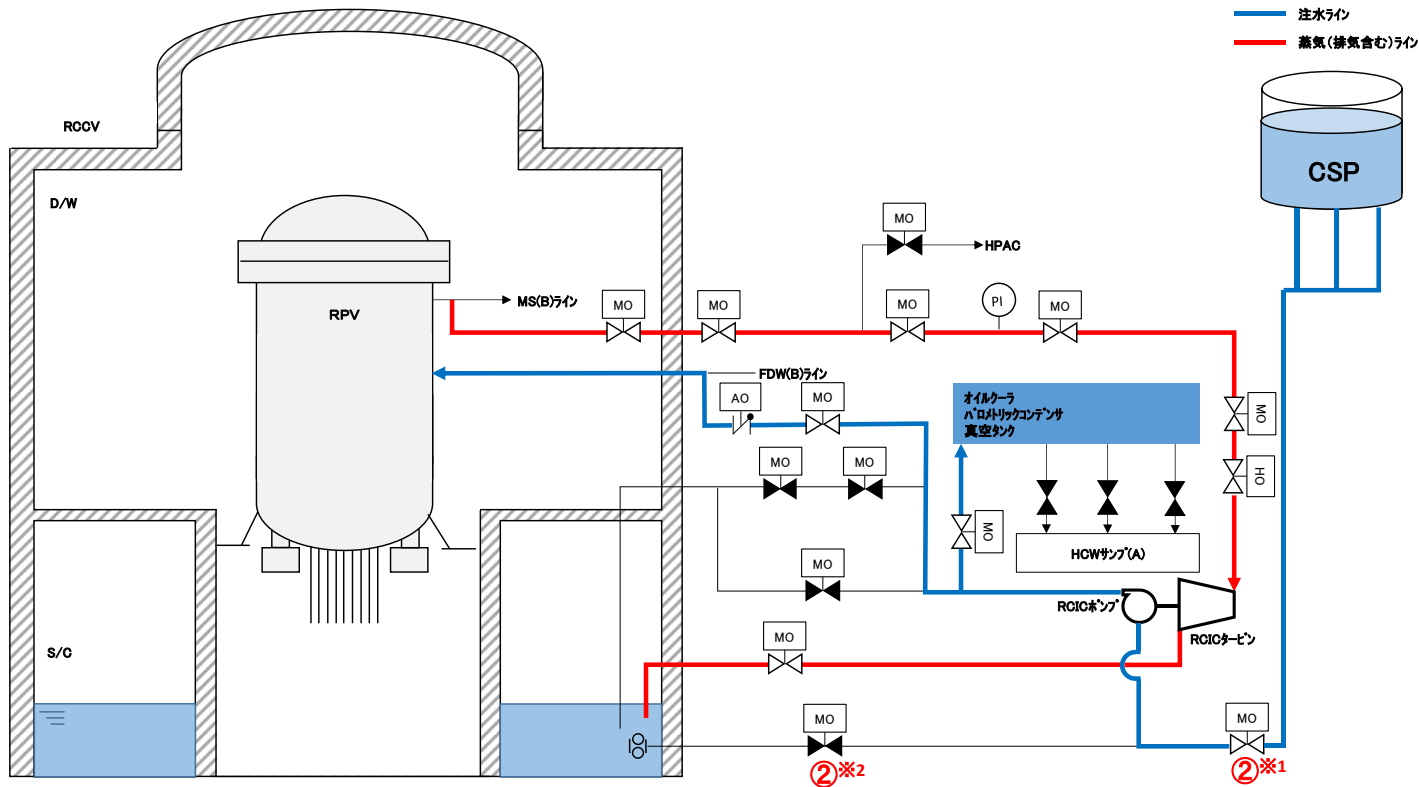 注水ライン
蒸気(排気含む)ライン
CSP
RCCV
D/W
MO
HPAC
MS(B)ライン
MO
MO
MO
PI
MO
RPV
FDW(B)ライン
AO
MO
オイルクーラ
バロメトリックコンデンサ
真空タンク
MO
MO
MO
HO
MO
HCWサンプ(A)
MO
RCICポンプ
RCICタービン
MO
S/C
MO
MO
②※2
②※1